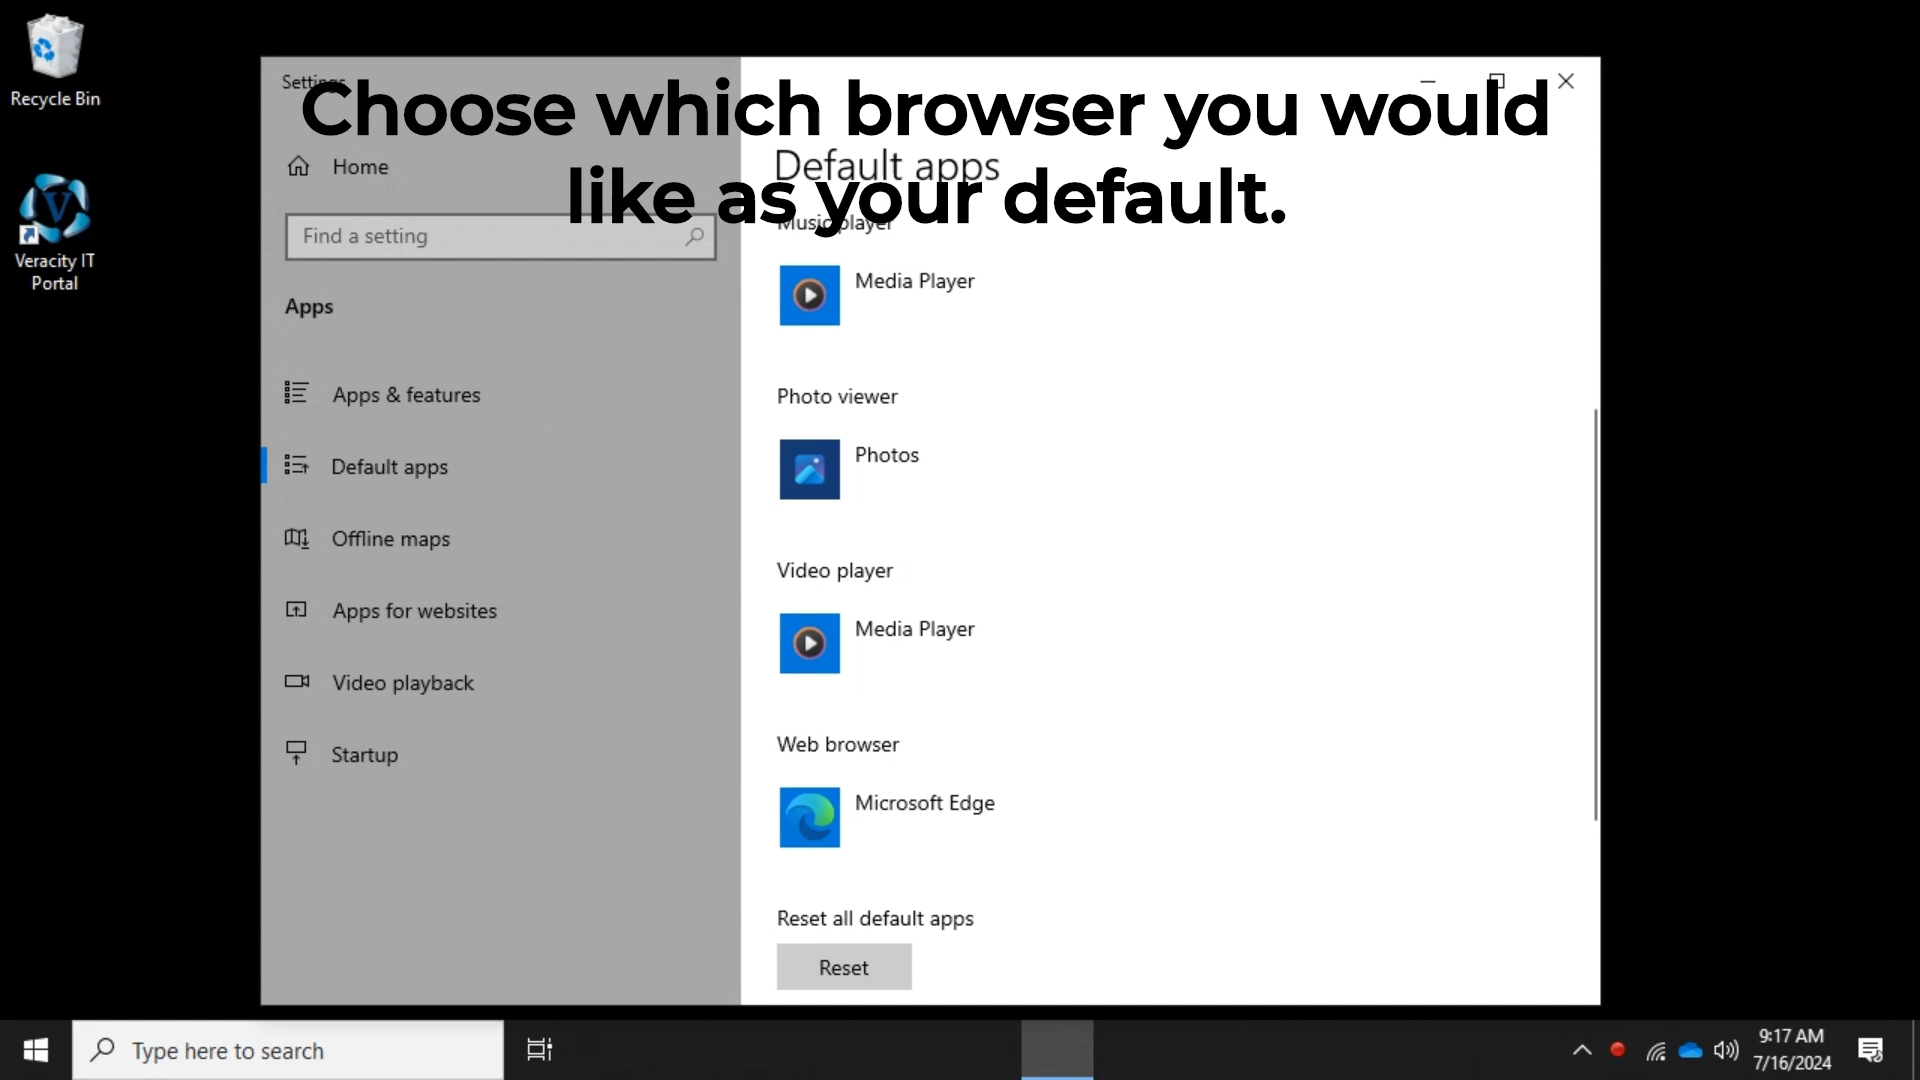 Recycle Bin
Veracity IT
Portal
Settings
Choose which browser you would
like as your default.
Home
Find a setting
Apps
Apps & features
Default apps
Offline maps
Apps for websites
Video playback
Startup
Default apps
Music player
Media Player
Photo viewer
Photos
Video player
Media Player
Web browser
Microsoft Edge
Reset all default apps
Reset
Type here to search
9:17 AM
7/16/2024